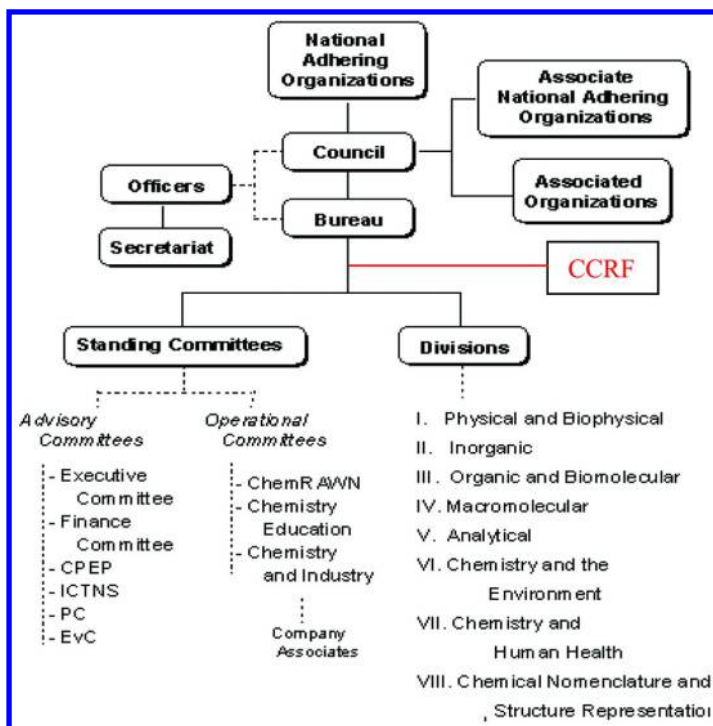 National
Adhering
Organizations
Associate
National Adhering
Organizations
Council
Officers
Associated
Organizations
Bureau
Secretariat
CCRF
Standing Committees
Divisions
Advisory
Committees
- Executive
Committee
- Finance
Committee
- CPEP
- ICTNS
- PC
- EvC
Operational
Committees
- ChemRAWN
- Chemistry
Education
- Chemistry
and Industry
Company
Associates
I. Physical and Biophysical
II. Inorganic
III. Organic and Biomolecular
IV. Macromolecular
V. Analytical
VI. Chemistry and the
Environment
VII. Chemistry and
Human Health
VIII. Chemical Nomenclature and
Structure Representation